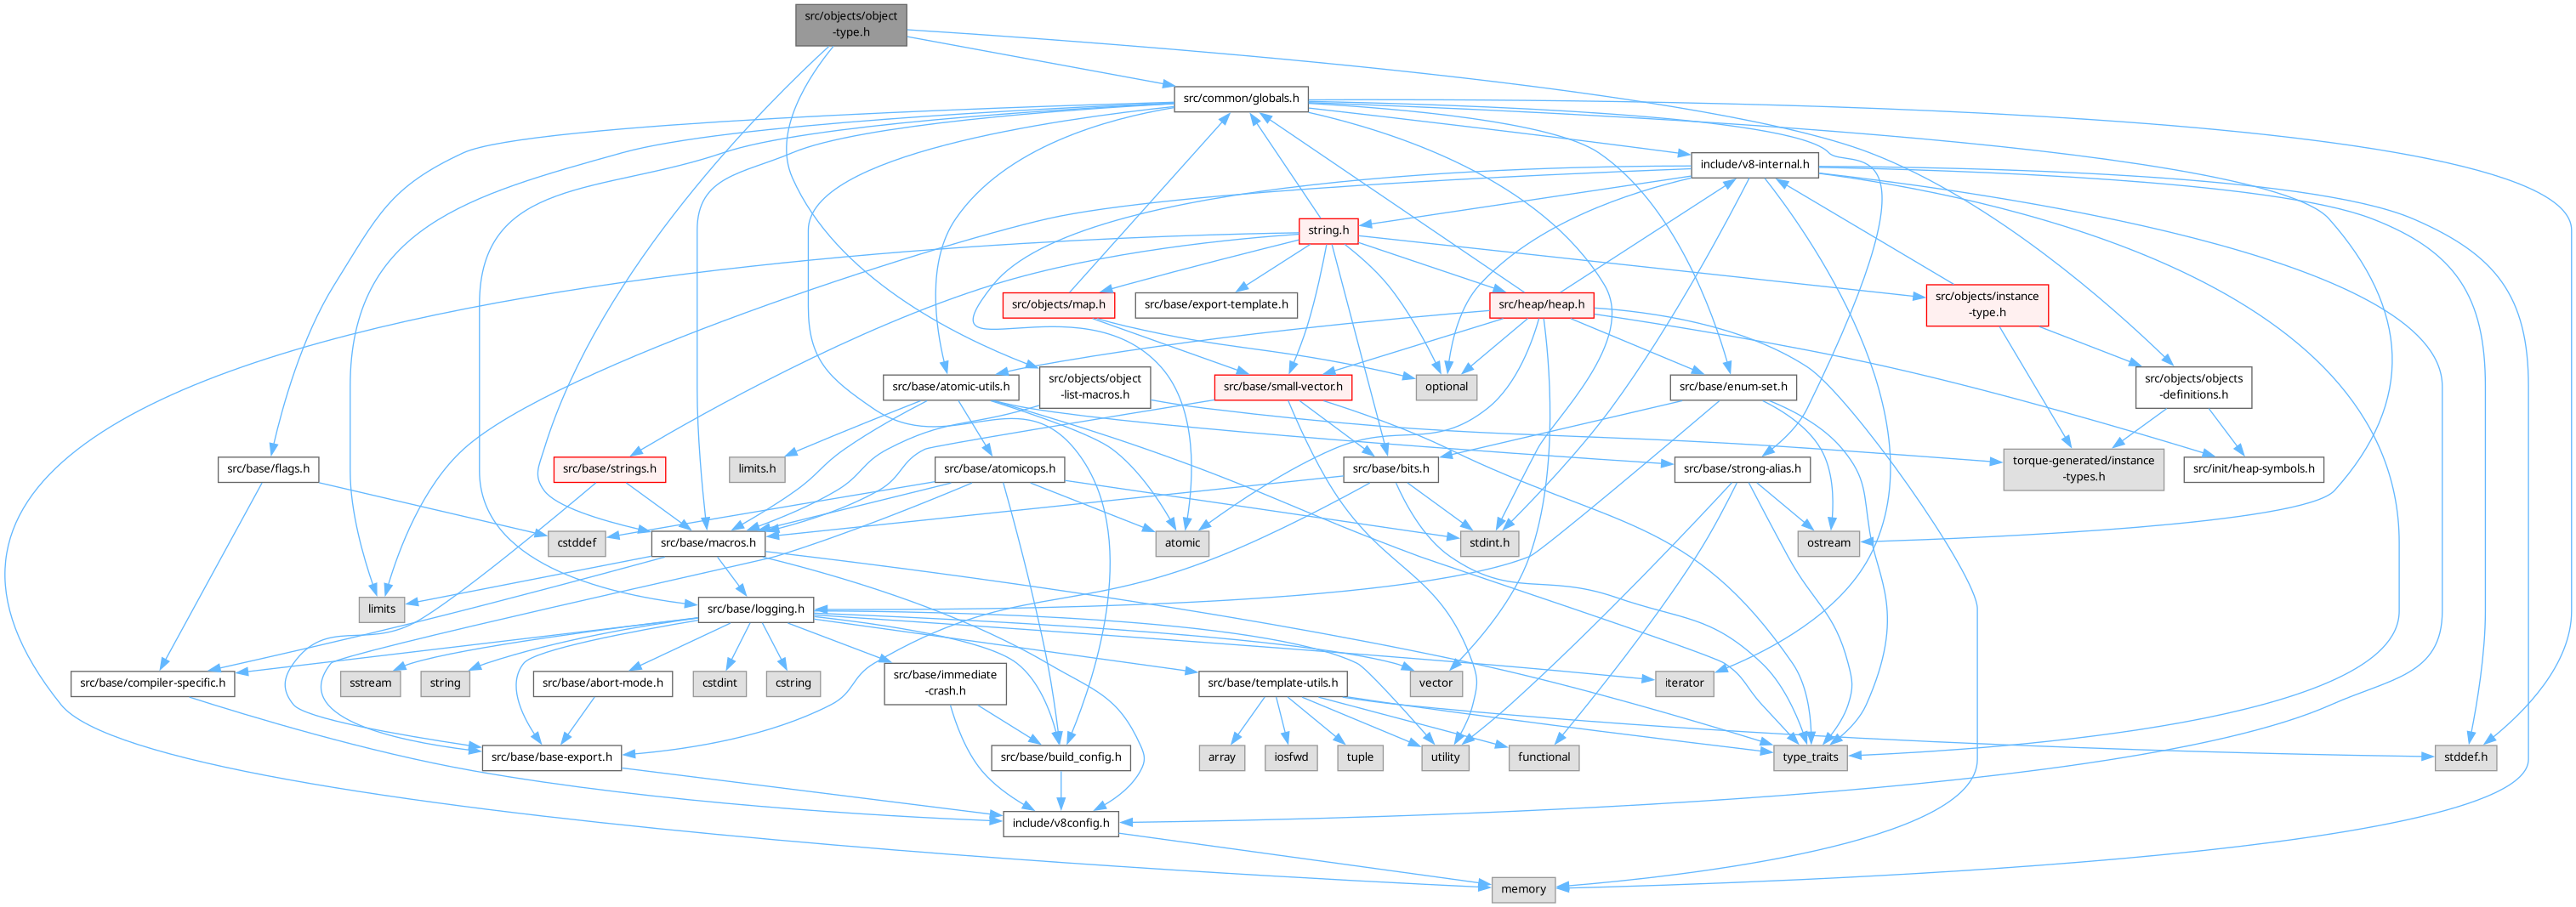 src/objects/object
-type.h
src/common/globals.h
include/v8-internal.h
string.h
src/objects/map.h
src/base/export-template.h
src/heap/heap.h
src/objects/instance
-type.h
src/base/atomic-utils.h
src/objects/object
-list-macros.h
src/base/small-vector.h
optional
src/base/enum-set.h
src/objects/objects
-definitions.h
src/base/flags.h
src/base/strings.h
limits.h
src/base/atomicops.h
src/base/bits.h
src/base/strong-alias.h
torque-generated/instance
-types.h
src/init/heap-symbols.h
cstddef
src/base/macros.h
atomic
stdint.h
ostream
limits
src/base/logging.h
src/base/compiler-specific.h
sstream
string
src/base/abort-mode.h
cstdint
cstring
src/base/immediate
-crash.h
src/base/template-utils.h
vector
iterator
src/base/base-export.h
src/base/build_config.h
array
iosfwd
tuple
utility
functional
type_traits
stddef.h
include/v8config.h
memory